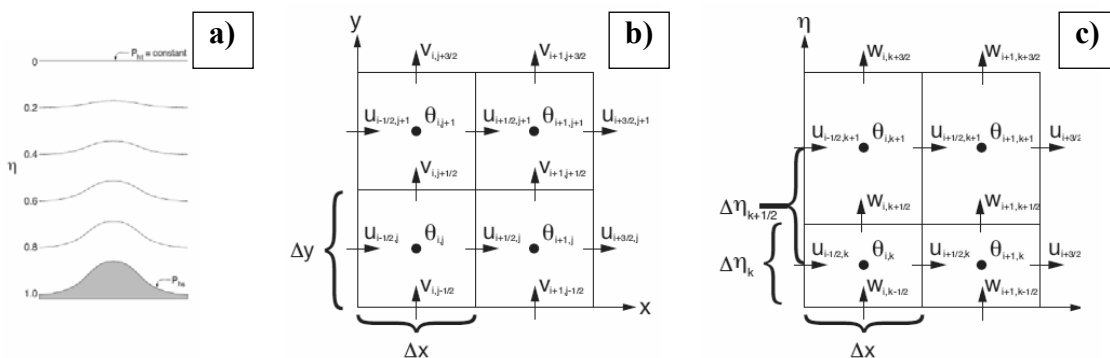 a)
P_ht = constant
0
0.2
0.4
η
0.6
0.8
P_hs
1.0
b)
y
v_i,j+3/2 v_i+1,j+3/2
u_i-1/2,j+1 θ_i,j+1 u_i+1/2,j+1 θ_i+1,j+1 u_i+3/2,j+1
v_i,j+1/2 v_i+1,j+1/2
Δy
u_i-1/2,j θ_i,j u_i+1/2,j θ_i+1,j u_i+3/2,j
v_i,j-1/2 v_i+1,j-1/2
x
Δx
c)
η
w_i,k+3/2 w_i+1,k+3/2
u_i-1/2,k+1 θ_i,k+1 u_i+1/2,k+1 θ_i+1,k+1 u_i+3/2
Δη_k+1/2
w_i,k+1/2 w_i+1,k+1/2
Δη_k
u_i-1/2,k θ_i,k u_i+1/2,k θ_i+1,k u_i+3/2
w_i,k-1/2 w_i+1,k-1/2
x
Δx